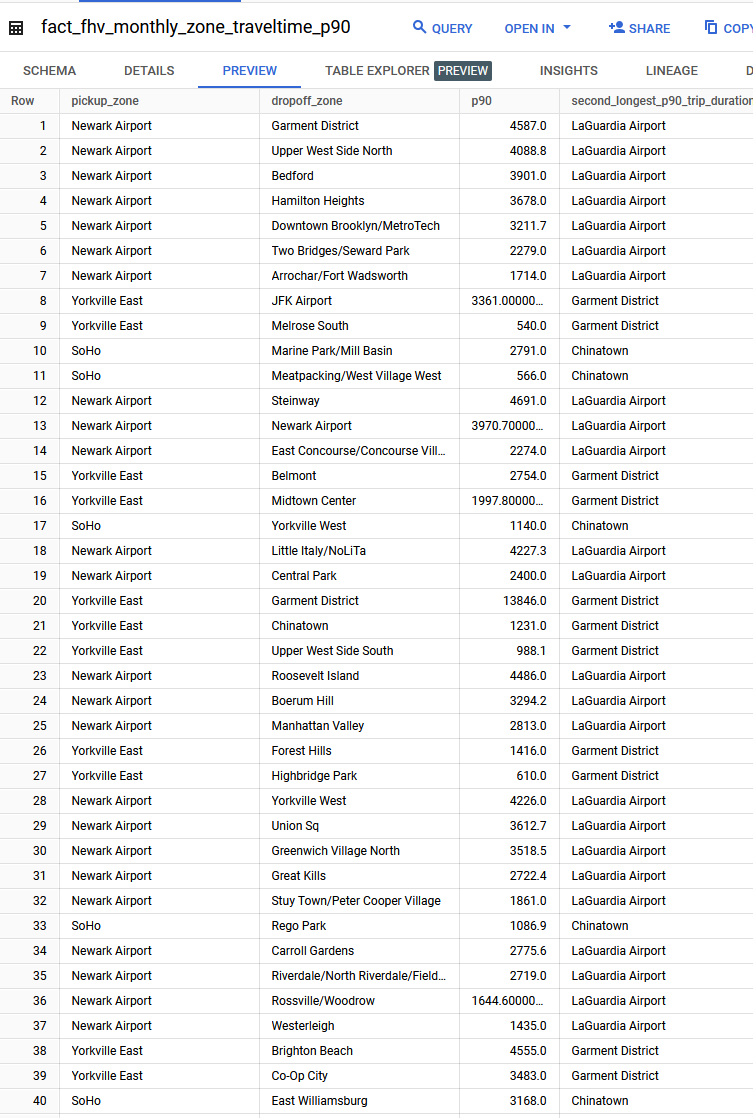 fact_fhv_monthly_zone_traveltime_p90 QUERY OPEN IN SHARE COPY
SCHEMA DETAILS PREVIEW TABLE EXPLORER PREVIEW INSIGHTS LINEAGE D
Row pickup_zone dropoff_zone p90 second_longest_p90_trip_duration
1 Newark Airport Garment District 4587.0 LaGuardia Airport
2 Newark Airport Upper West Side North 4088.8 LaGuardia Airport
3 Newark Airport Bedford 3901.0 LaGuardia Airport
4 Newark Airport Hamilton Heights 3678.0 LaGuardia Airport
5 Newark Airport Downtown Brooklyn/MetroTech 3211.7 LaGuardia Airport
6 Newark Airport Two Bridges/Seward Park 2279.0 LaGuardia Airport
7 Newark Airport Arrochar/Fort Wadsworth 1714.0 LaGuardia Airport
8 Yorkville East JFK Airport 3361.00000... Garment District
9 Yorkville East Melrose South 540.0 Garment District
10 SoHo Marine Park/Mill Basin 2791.0 Chinatown
11 SoHo Meatpacking/West Village West 566.0 Chinatown
12 Newark Airport Steinway 4691.0 LaGuardia Airport
13 Newark Airport Newark Airport 3970.70000... LaGuardia Airport
14 Newark Airport East Concourse/Concourse Vill... 2274.0 LaGuardia Airport
15 Yorkville East Belmont 2754.0 Garment District
16 Yorkville East Midtown Center 1997.80000... Garment District
17 SoHo Yorkville West 1140.0 Chinatown
18 Newark Airport Little Italy/NoLiTa 4227.3 LaGuardia Airport
19 Newark Airport Central Park 2400.0 LaGuardia Airport
20 Yorkville East Garment District 13846.0 Garment District
21 Yorkville East Chinatown 1231.0 Garment District
22 Yorkville East Upper West Side South 988.1 Garment District
23 Newark Airport Roosevelt Island 4486.0 LaGuardia Airport
24 Newark Airport Boerum Hill 3294.2 LaGuardia Airport
25 Newark Airport Manhattan Valley 2813.0 LaGuardia Airport
26 Yorkville East Forest Hills 1416.0 Garment District
27 Yorkville East Highbridge Park 610.0 Garment District
28 Newark Airport Yorkville West 4226.0 LaGuardia Airport
29 Newark Airport Union Sq 3612.7 LaGuardia Airport
30 Newark Airport Greenwich Village North 3518.5 LaGuardia Airport
31 Newark Airport Great Kills 2722.4 LaGuardia Airport
32 Newark Airport Stuy Town/Peter Cooper Village 1861.0 LaGuardia Airport
33 SoHo Rego Park 1086.9 Chinatown
34 Newark Airport Carroll Gardens 2775.6 LaGuardia Airport
35 Newark Airport Riverdale/North Riverdale/Field... 2719.0 LaGuardia Airport
36 Newark Airport Rossville/Woodrow 1644.60000... LaGuardia Airport
37 Newark Airport Westerleigh 1435.0 LaGuardia Airport
38 Yorkville East Brighton Beach 4555.0 Garment District
39 Yorkville East Co-Op City 3483.0 Garment District
40 SoHo East Williamsburg 3168.0 Chinatown